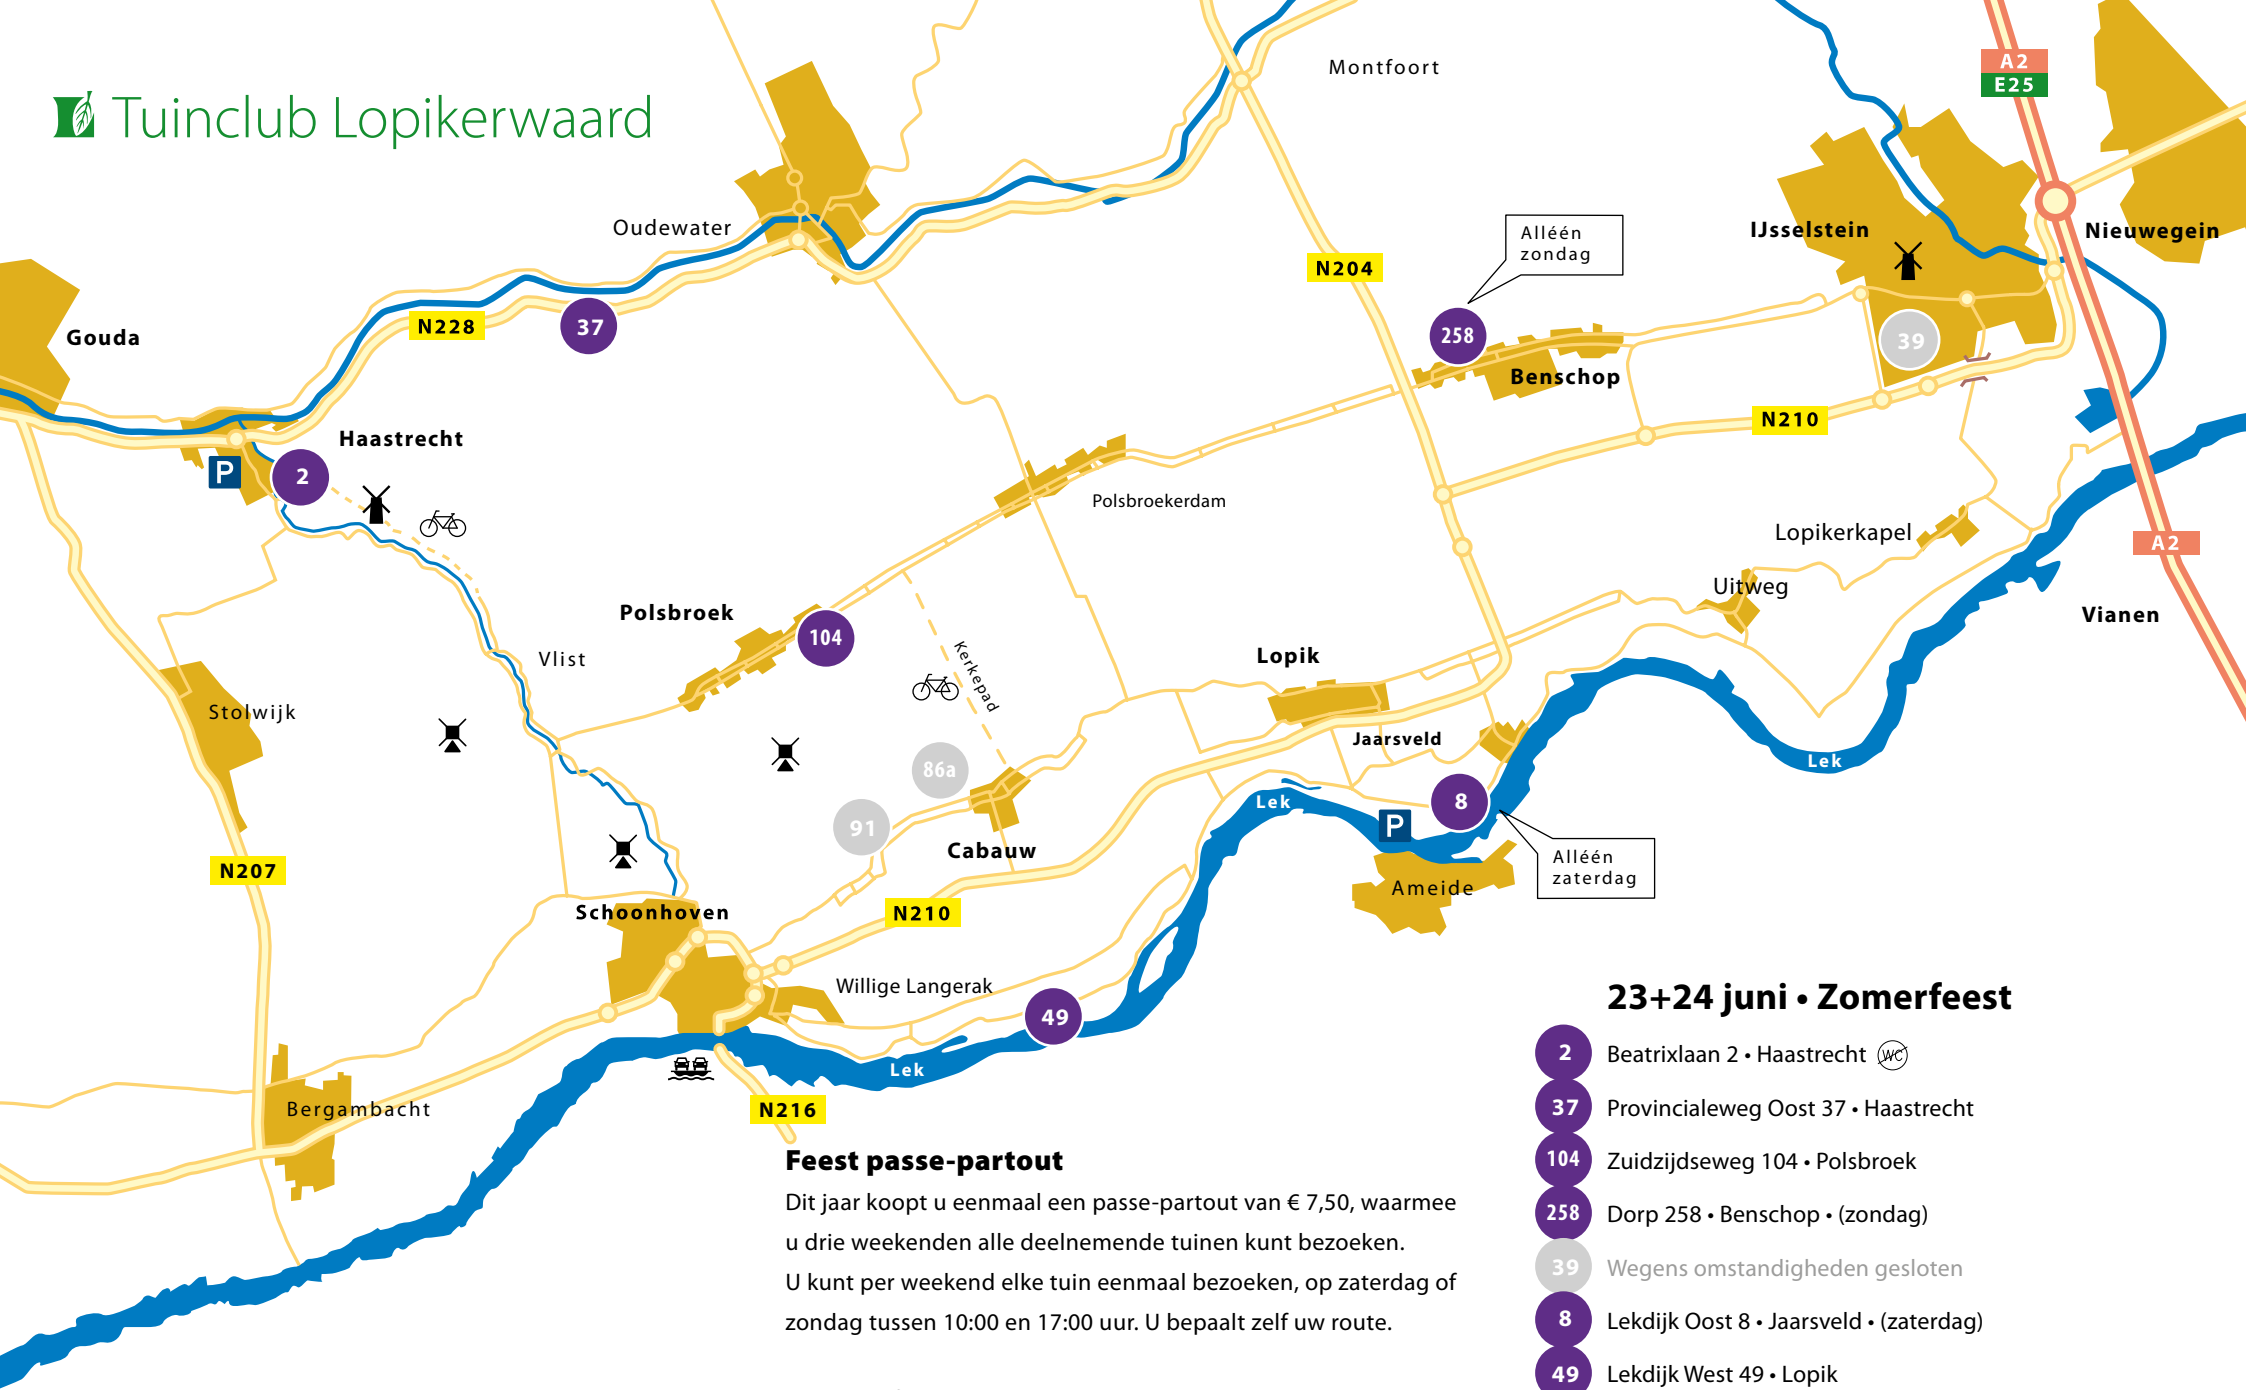 Tuinclub Lopikerwaard
Montfoort
A2
E25
Oudewater
Alléén
zondag
IJsselstein
Nieuwegein
N204
Gouda
N228
37
258
39
Benschop
N210
Haastrecht
P
2
Polsbroekerdam
Lopikerkapel
A2
Uitweg
Vianen
Polsbroek
104
Kerkepad
Vlist
Lopik
Stolwijk
Jaarsveld
Lek
86a
91
Lek
8
P
Cabauw
Alléén
zaterdag
Ameide
N207
Schoonhoven
N210
Willige Langerak
49
Lek
Bergambacht
N216
Feest passe-partout
Dit jaar koopt u eenmaal een passe-partout van € 7,50, waarmee
u drie weekenden alle deelnemende tuinen kunt bezoeken.
U kunt per weekend elke tuin eenmaal bezoeken, op zaterdag of
zondag tussen 10:00 en 17:00 uur. U bepaalt zelf uw route.
23+24 juni • Zomerfeest
2 Beatrixlaan 2 • Haastrecht WC
37 Provincialeweg Oost 37 • Haastrecht
104 Zuidzijdseweg 104 • Polsbroek
258 Dorp 258 • Benschop • (zondag)
39 Wegens omstandigheden gesloten
8 Lekdijk Oost 8 • Jaarsveld • (zaterdag)
49 Lekdijk West 49 • Lopik